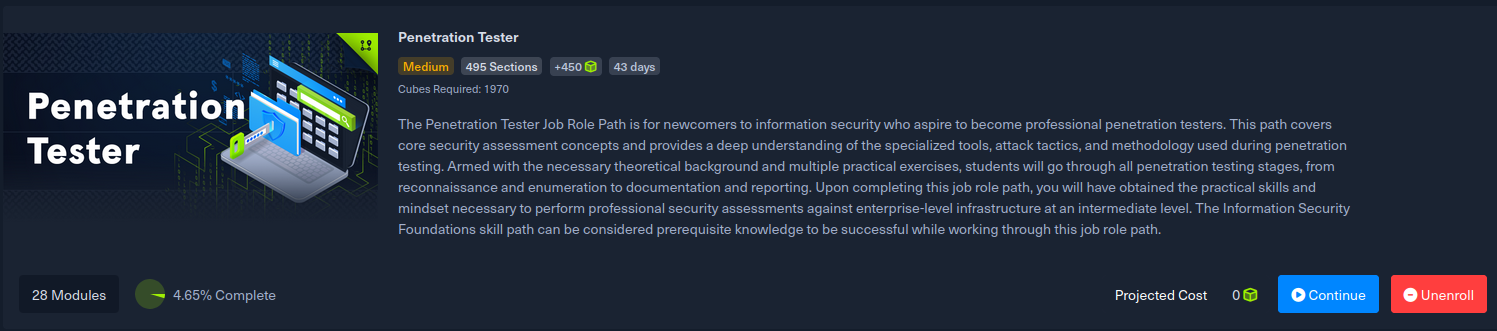 Penetration
Tester
Penetration Tester
Medium 495 Sections +450 43 days
Cubes Required: 1970
The Penetration Tester Job Role Path is for newcomers to information security who aspire to become professional penetration testers. This path covers
core security assessment concepts and provides a deep understanding of the specialized tools, attack tactics, and methodology used during penetration
testing. Armed with the necessary theoretical background and multiple practical exercises, students will go through all penetration testing stages, from
reconnaissance and enumeration to documentation and reporting. Upon completing this job role path, you will have obtained the practical skills and
mindset necessary to perform professional security assessments against enterprise-level infrastructure at an intermediate level. The Information Security
Foundations skill path can be considered prerequisite knowledge to be successful while working through this job role path.
28 Modules 4.65% Complete Projected Cost 0 Continue Unenroll